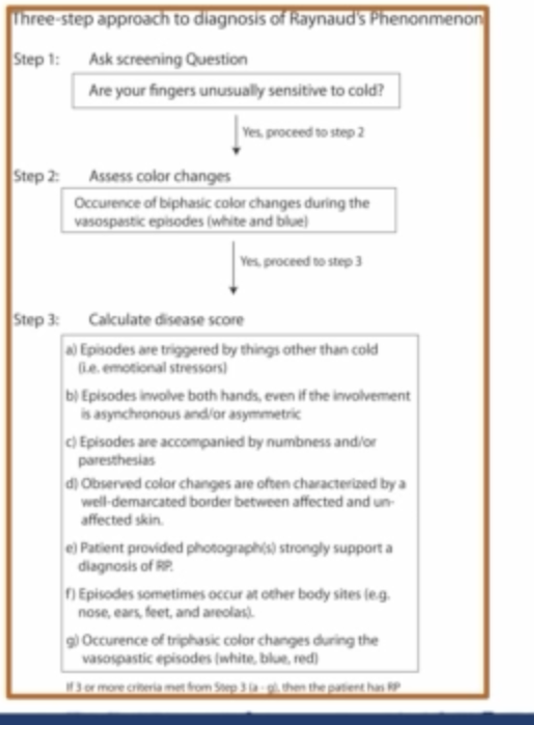 Three-step approach to diagnosis of Raynaud's Phenonmenon
Step 1: Ask screening Question
Are your fingers unusually sensitive to cold?
Yes, proceed to step 2
Step 2: Assess color changes
Occurence of biphasic color changes during the
vasospastic episodes (white and blue)
Yes, proceed to step 3
Step 3: Calculate disease score
a) Episodes are triggered by things other than cold
(i.e. emotional stressors)
b) Episodes involve both hands, even if the involvement
is asynchronous and/or asymmetric
c) Episodes are accompanied by numbness and/or
paresthesias
d) Observed color changes are often characterized by a
well-demarcated border between affected and un-
affected skin.
e) Patient provided photograph(s) strongly support a
diagnosis of RP.
f) Episodes sometimes occur at other body sites (e.g.
nose, ears, feet, and areolas).
g) Occurence of triphasic color changes during the
vasospastic episodes (white, blue, red)
If 3 or more criteria met from Step 3 (a - g), then the patient has RP